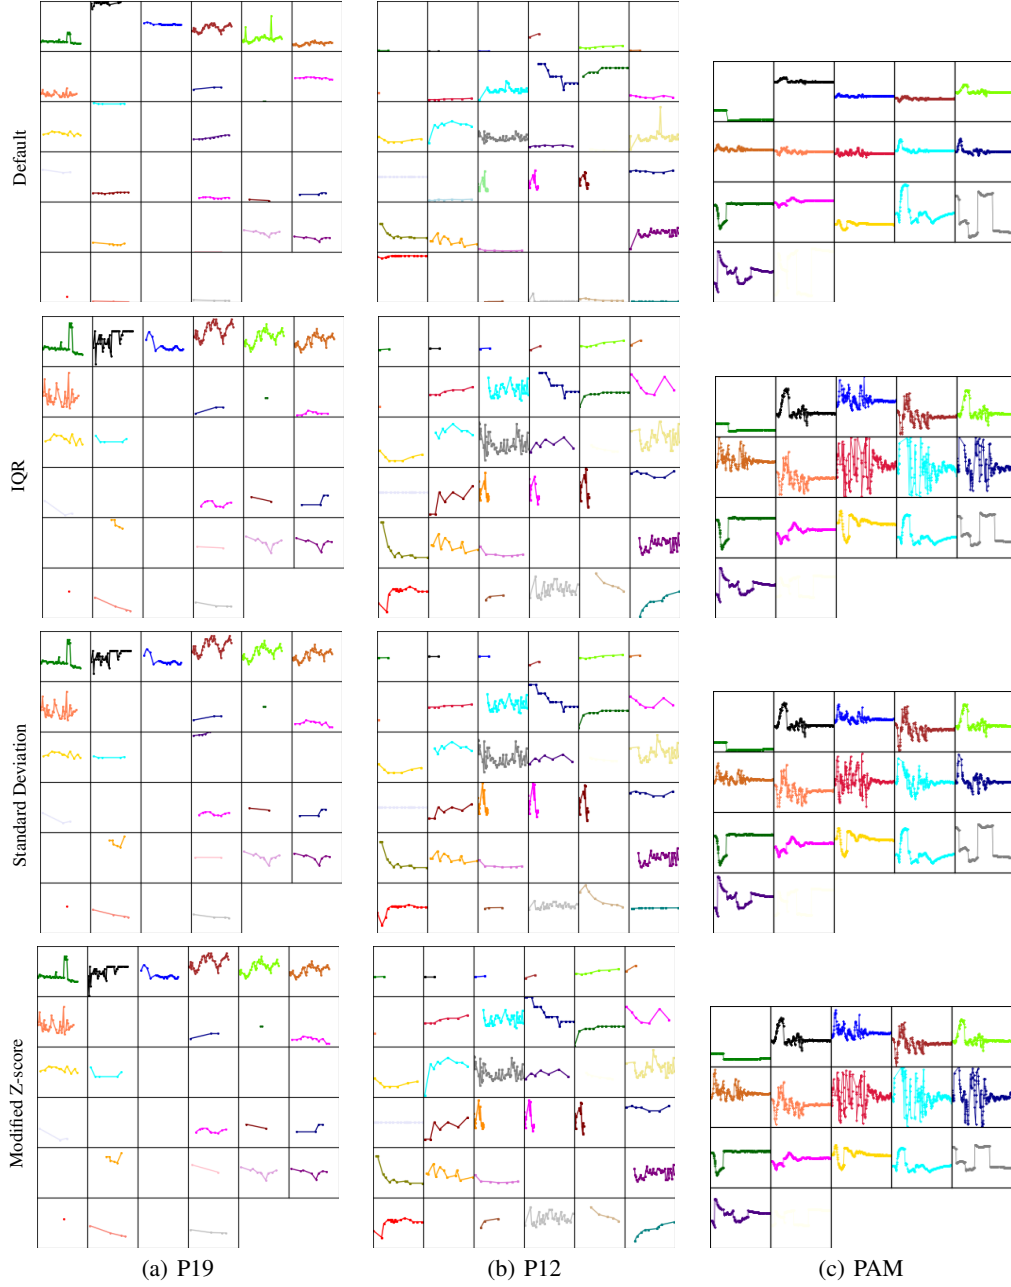 Default
IQR
Standard Deviation
Modified Z-score
(a) P19
(b) P12
(c) PAM